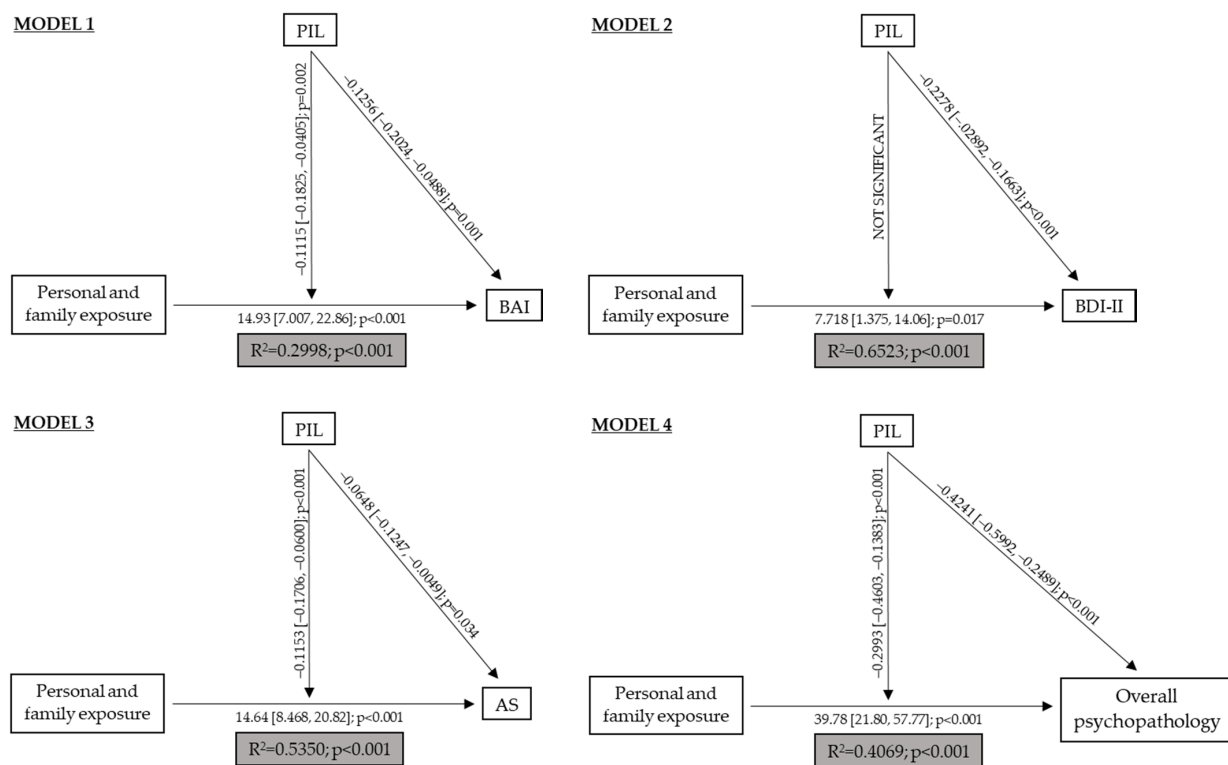 MODEL 1
PIL
−0.1115 [−0.1825, −0.0405]; p=0.002
−0.1256 [−0.2024, −0.0488]; p=0.001
Personal and
family exposure
BAI
14.93 [7.007, 22.86]; p<0.001
R²=0.2998; p<0.001
MODEL 2
PIL
NOT SIGNIFICANT
−0.2278 [−.02892, −0.1663]; p<0.001
Personal and
family exposure
BDI-II
7.718 [1.375, 14.06]; p=0.017
R²=0.6523; p<0.001
MODEL 3
PIL
−0.1153 [−0.1706, −0.0600]; p<0.001
−0.0648 [−0.1247, −0.0049]; p=0.034
Personal and
family exposure
AS
14.64 [8.468, 20.82]; p<0.001
R²=0.5350; p<0.001
MODEL 4
PIL
−0.2993 [−0.4603, −0.1383]; p<0.001
−0.4241 [−0.5992, −0.2489]; p<0.001
Personal and
family exposure
Overall
psychopathology
39.78 [21.80, 57.77]; p<0.001
R²=0.4069; p<0.001